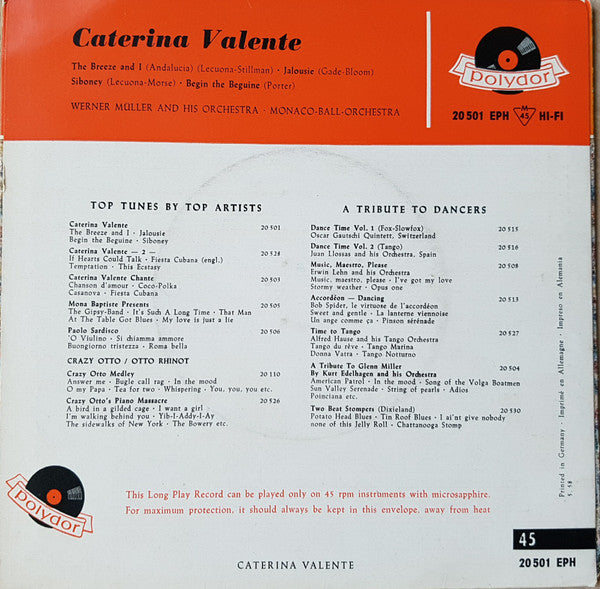 Caterina Valente
The Breeze and I (Andalucia) (Lecuona-Stillman) · Jalousie (Gade-Bloom)
Siboney (Lecuona-Morse) · Begin the Beguine (Porter)
WERNER MÜLLER AND HIS ORCHESTRA · MONACO-BALL-ORCHESTRA
polydor
20 501 EPH M 45 HI-FI
TOP TUNES BY TOP ARTISTS
Caterina Valente 20 501
The Breeze and I · Jalousie
Begin the Beguine · Siboney
Caterina Valente — 2 — 20 528
If Hearts Could Talk · Fiesta Cubana (engl.)
Temptation · This Ecstasy
Caterina Valente Chante 20 503
Chanson d'amour · Coco-Polka
Casanova · Fiesta Cubana
Mona Baptiste Presents 20 505
The Gipsy-Band · It's Such A Long Time · That Man
At The Table Got Blues · My love is just a lie
Paolo Sardisco 20 506
'O Viulino · Si dhiamma ammore
Buongiorno tristezza · Roma bella
CRAZY OTTO / OTTO RHINOT
Crazy Otto Medley 20 110
Answer me · Bugle call rag · In the mood
O my Papa · Tea for two · Whispering · You, you, you etc.
Crazy Otto's Piano Massacre 20 526
A bird in a gilded cage · I want a girl
I'm walking behind you · Yib-I-Addy-I-Ay
The sidewalks of New York · The Bowery etc.
A TRIBUTE TO DANCERS
Dance Time Vol. 1 (Fox-Slowfox) 20 515
Oscar Gautschi Quintett, Switzerland
Dance Time Vol. 2 (Tango) 20 516
Juan Llossas and his Orchestra, Spain
Music, Maestro, Please 20 508
Erwin Lehn and his Orchestra
Music, maestro, please · I've got my love
Stormy weather · Opus one
Accordéon — Dancing 20 513
Bob Spider, le virtuose de l'accordéon
Sweet and gentle · La lanterne viennoise
Un ange comme ça · Pinson sérénade
Time to Tango 20 527
Alfred Hause and his Tango Orchestra
Tango du rêve · Tango Marina
Donna Vatra · Tango Notturno
A Tribute To Glenn Miller 20 504
By Kurt Edelhagen and his Orchestra
American Patrol · In the mood · Song of the Volga Boatmen
Sun Valley Serenade · String of pearls · Adios
Poinciana etc.
Two Beat Stompers (Dixieland) 20 530
Potato Head Blues · Tin Roof Blues · I ai'nt give nobody
none of this Jelly Roll · Chattanooga Stomp
Printed in Germany · Imprimé en Allemagne · Impreso en Alemania
5. 58
polydor
This Long Play Record can be played only on 45 rpm instruments with microsapphire.
For maximum protection, it should always be kept in this envelope, away from heat
45
20 501 EPH
CATERINA VALENTE